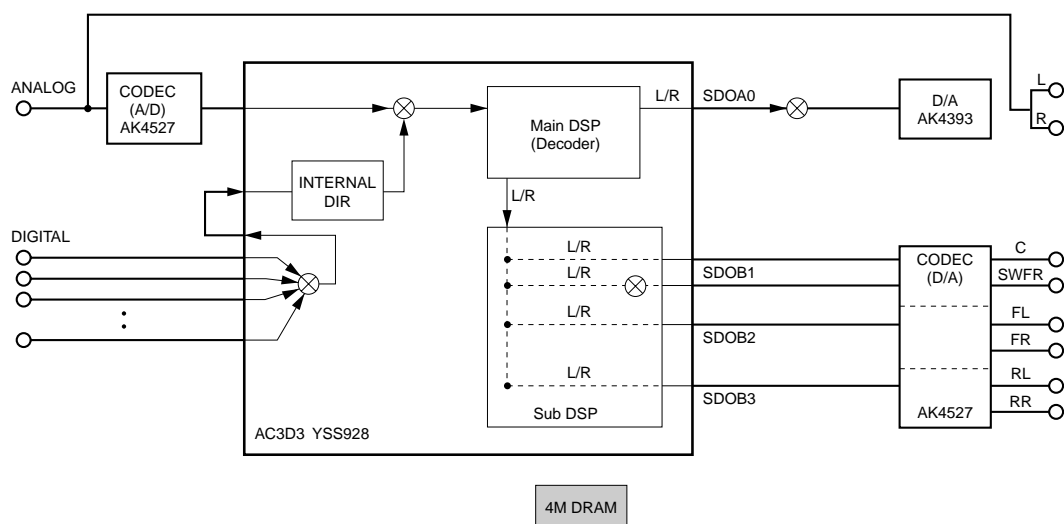 ANALOG
CODEC
(A/D)
AK4527
L/R
SDOA0
D/A
AK4393
L
R
Main DSP
(Decoder)
INTERNAL
DIR
L/R
DIGITAL
L/R
L/R
SDOB1
CODEC
(D/A)
C
SWFR
L/R
SDOB2
FL
FR
L/R
SDOB3
RL
RR
AK4527
Sub DSP
AC3D3 YSS928
4M DRAM